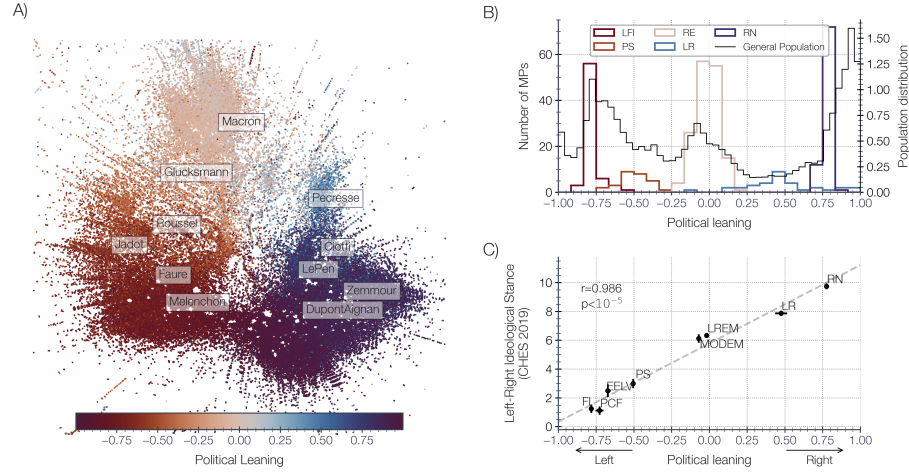 A)
Macron
Glucksmann
Pecresse
Roussel
Jadot
Cioffi
LePen
Faure
Zemmour
Melenchon
DupontAignan
−0.75 −0.50 −0.25 0.00 0.25 0.50 0.75
Political Leaning
B)
LFI RE RN
PS LR General Population
Number of MPs
60
40
20
0
1.50
1.25
1.00
0.75
0.50
0.25
0.00
Population distribution
−1.00 −0.75 −0.50 −0.25 0.00 0.25 0.50 0.75 1.00
Political leaning
C)
Left-Right Ideological Stance
(CHES 2019)
10
8
6
4
2
0
r=0.986
p<10⁻⁵
RN
LR
LREM
MODEM
PS
EELV
FI
PCF
−1.00 −0.75 −0.50 −0.25 0.00 0.25 0.50 0.75 1.00
Left Political leaning Right